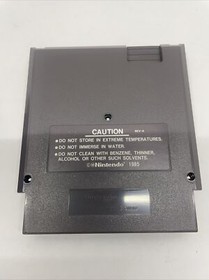 CAUTION
● DO NOT STORE IN EXTREME TEMPERATURES.
● DO NOT IMMERSE IN WATER.
● DO NOT CLEAN WITH BENZENE, THINNER,
ALCOHOL OR OTHER SUCH SOLVENTS.
Nintendo 1985